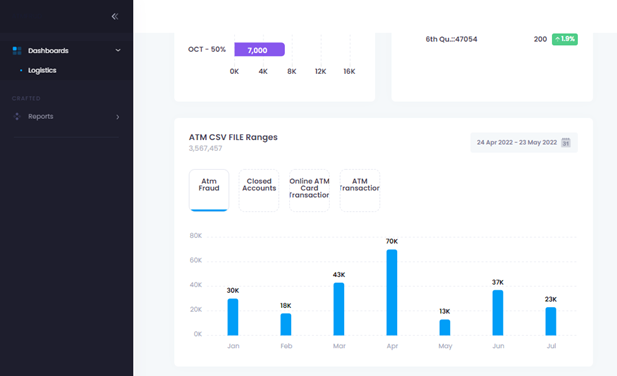 Dashboards
Logistics
CRAFTED
Reports
OCT - 50%
7,000
0K 4K 8K 12K 16K
6th Qu,:;:47054 200 1.9%
ATM CSV FILE Ranges
3,567,457
24 Apr 2022 - 23 May 2022
31
Atm
Fraud
Closed
Accounts
Online ATM
Card
Transaction
ATM
Transaction
80K
60K
40K
20K
0K
30K
18K
43K
70K
13K
37K
23K
Jan Feb Mar Apr May Jun Jul